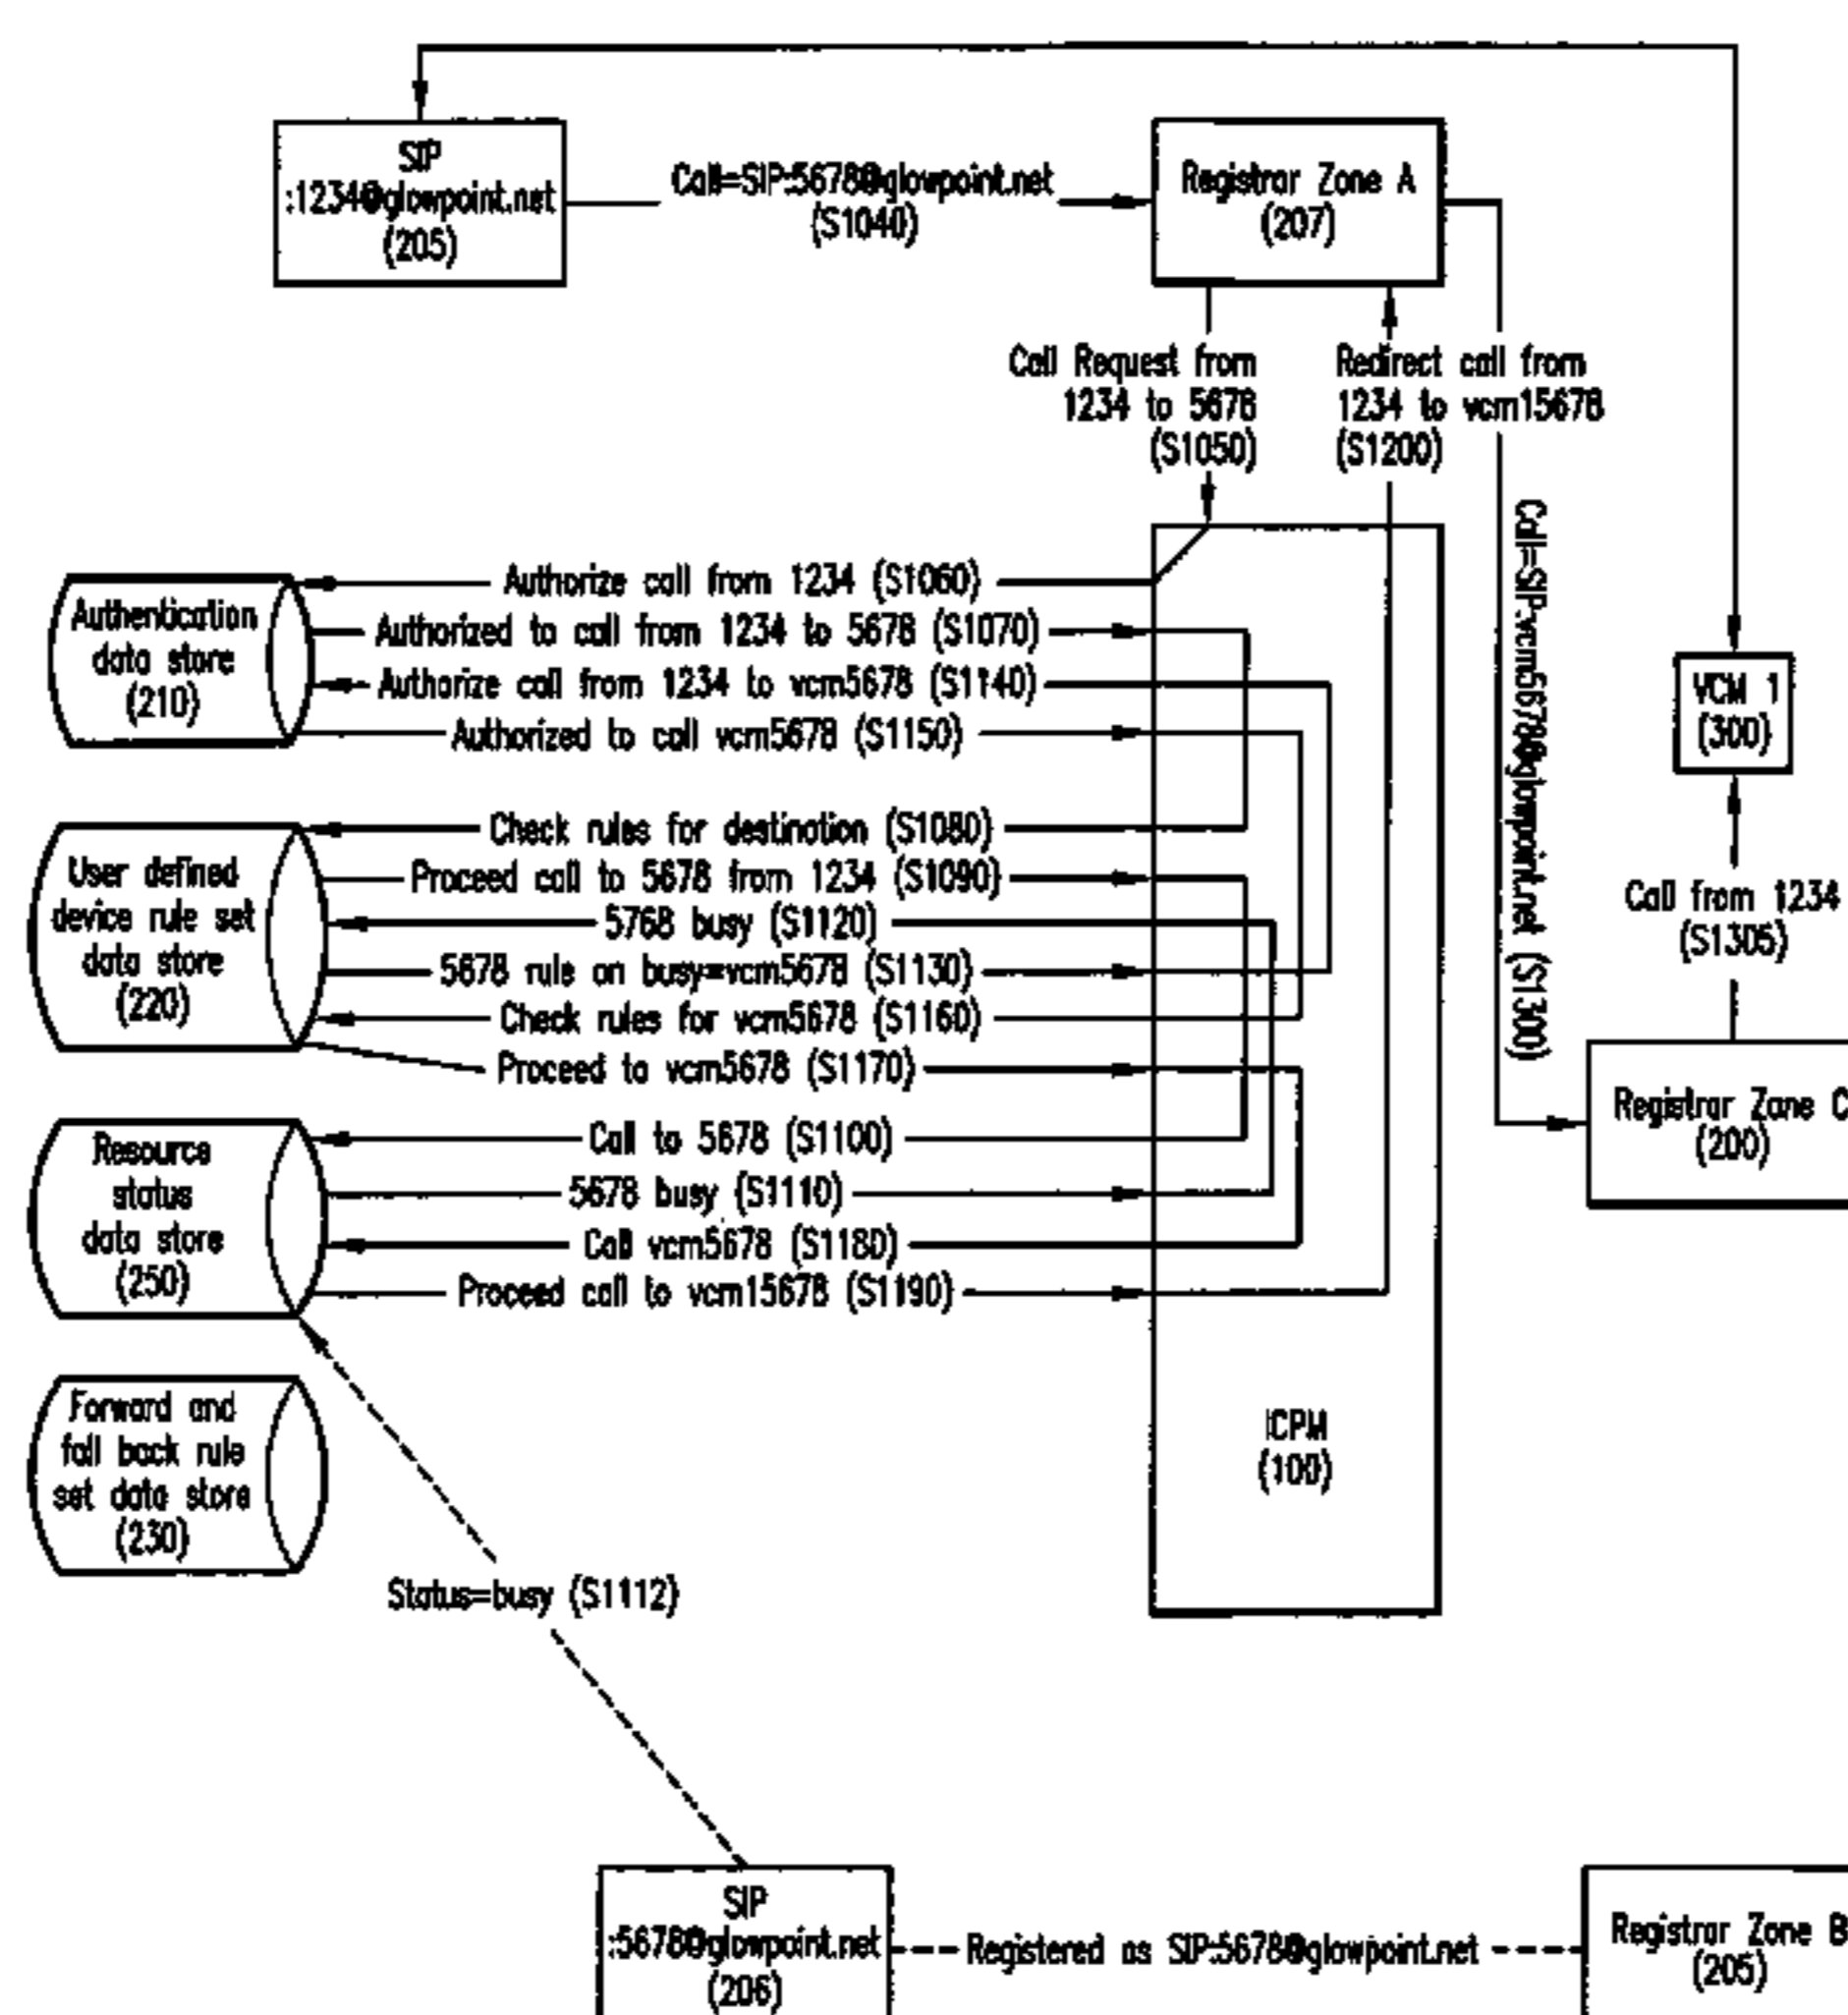 SIP
:1234@glowpoint.net
(205)
Call=SIP:5678@glowpoint.net
(S1040)
Registrar Zone A
(207)
Call Request from
1234 to 5678
(S1050)
Redirect call from
1234 to vcm15678
(S1200)
Call=SIP:vcm5678@glowpoint.net (S1300)
Authentication
data store
(210)
Authorize call from 1234 (S1060)
Authorized to call from 1234 to 5678 (S1070)
Authorize call from 1234 to vcm5678 (S1140)
Authorized to call vcm5678 (S1150)
VCM 1
(300)
User defined
device rule set
data store
(220)
Check rules for destination (S1080)
Proceed call to 5678 from 1234 (S1090)
5768 busy (S1120)
5678 rule on busy=vcm5678 (S1130)
Check rules for vcm5678 (S1160)
Proceed to vcm5678 (S1170)
Call from 1234
(S1305)
Registrar Zone C
(200)
Resource
status
data store
(250)
Call to 5678 (S1100)
5678 busy (S1110)
Call vcm5678 (S1180)
Proceed call to vcm15678 (S1190)
Forward and
fall back rule
set data store
(230)
ICPM
(100)
Status=busy (S1112)
SIP
:5678@glowpoint.net
(206)
Registered as SIP:5678@glowpoint.net
Registrar Zone B
(205)